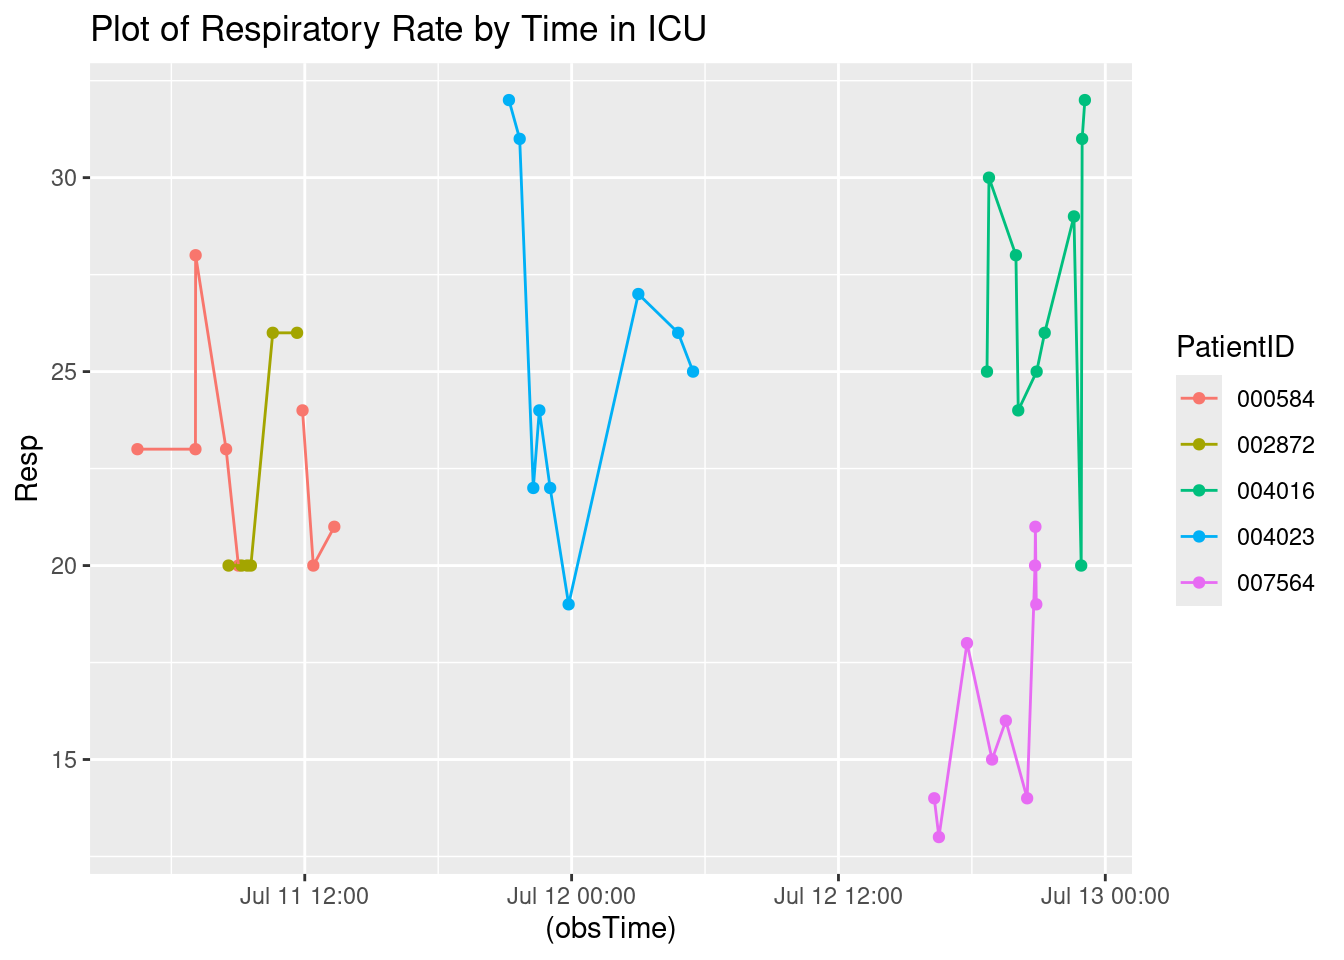 Plot of Respiratory Rate by Time in ICU
Resp
30
25
20
15
Jul 11 12:00
Jul 12 00:00
Jul 12 12:00
Jul 13 00:00
(obsTime)
PatientID
000584
002872
004016
004023
007564